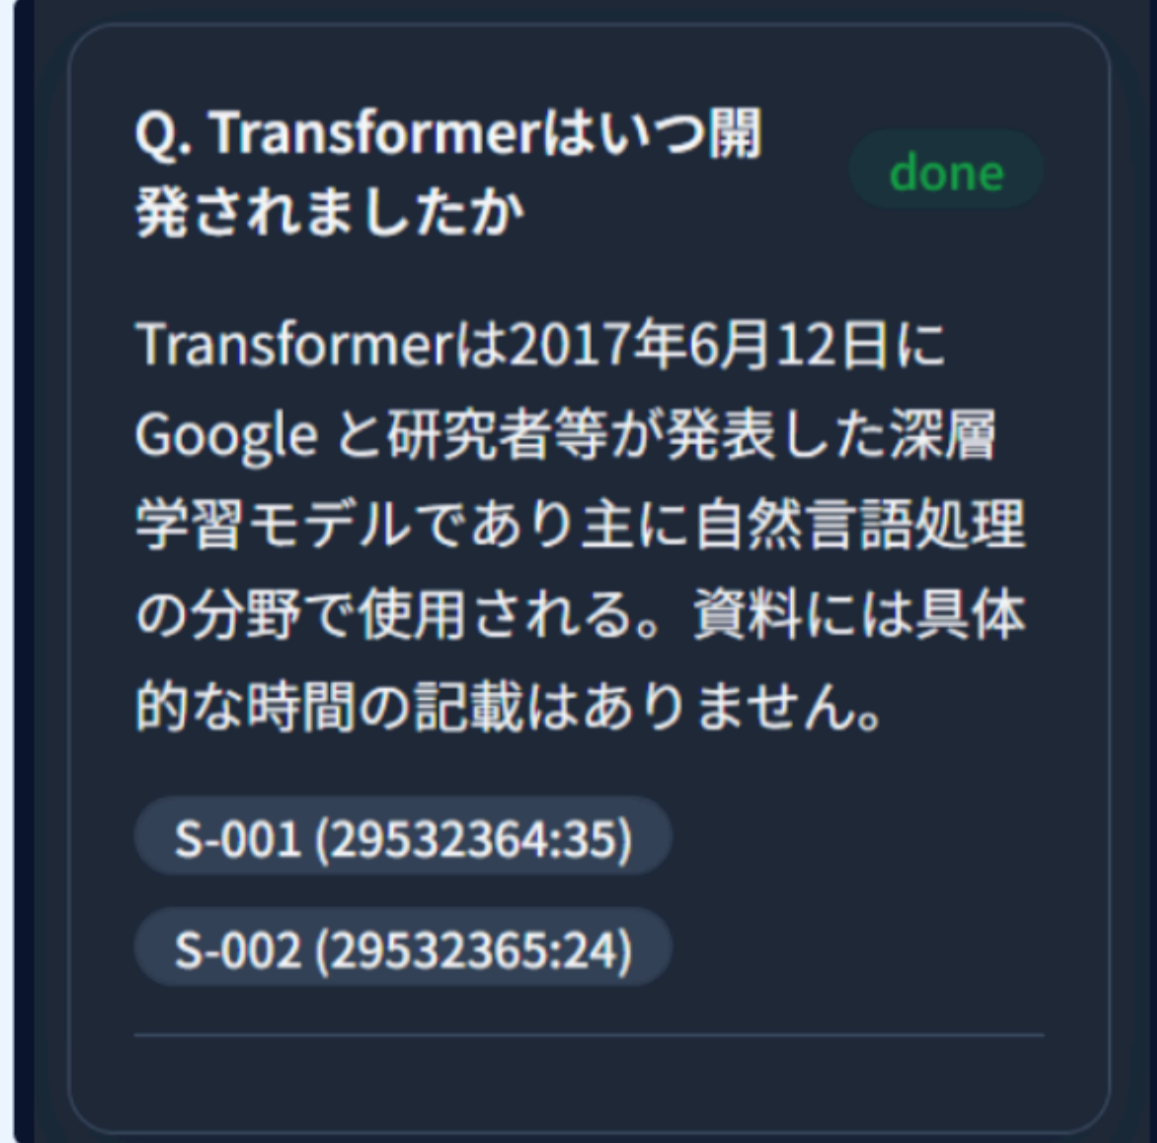 Q. Transformerはいつ開
発されましたか
done
Transformerは2017年6月12日に
Google と研究者等が発表した深層
学習モデルであり主に自然言語処理
の分野で使用される。資料には具体
的な時間の記載はありません。
S-001 (29532364:35)
S-002 (29532365:24)